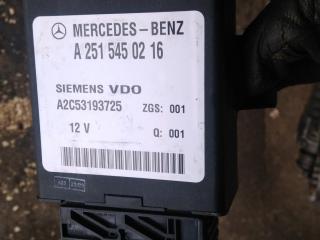 MERCEDES-BENZ
A 251 545 02 16
SIEMENS VDO
A2C53193725 ZGS: 001
12 V Q: 001